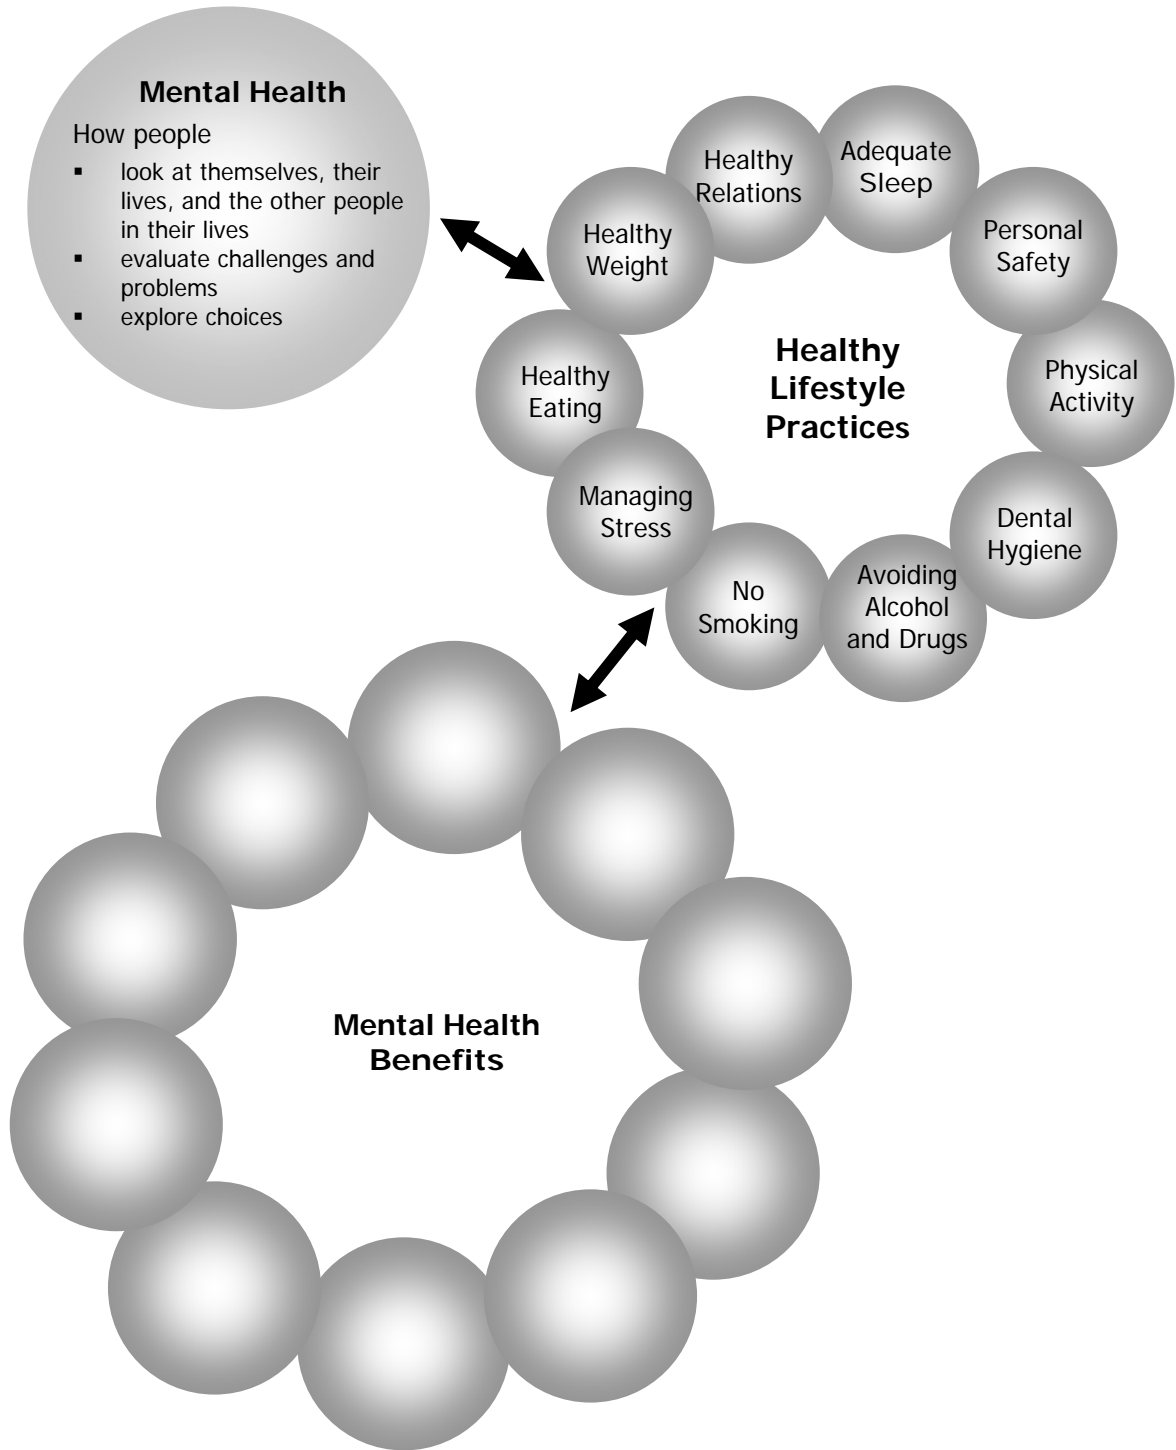 Mental Health
How people
▪ look at themselves, their
lives, and the other people
in their lives
▪ evaluate challenges and
problems
▪ explore choices
Healthy
Relations
Adequate
Sleep
Healthy
Weight
Personal
Safety
Healthy
Eating
Healthy
Lifestyle
Practices
Physical
Activity
Managing
Stress
Dental
Hygiene
No
Smoking
Avoiding
Alcohol
and Drugs
Mental Health
Benefits